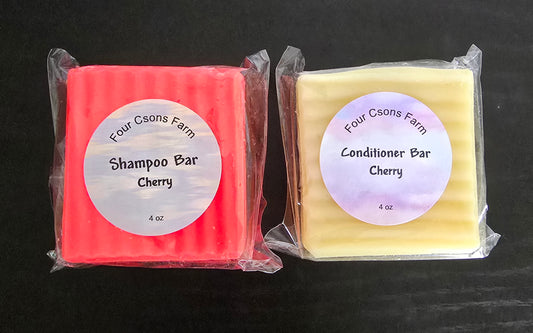 Four Csons Farm
Shampoo Bar
Cherry
4 oz
Four Csons Farm
Conditioner Bar
Cherry
4 oz